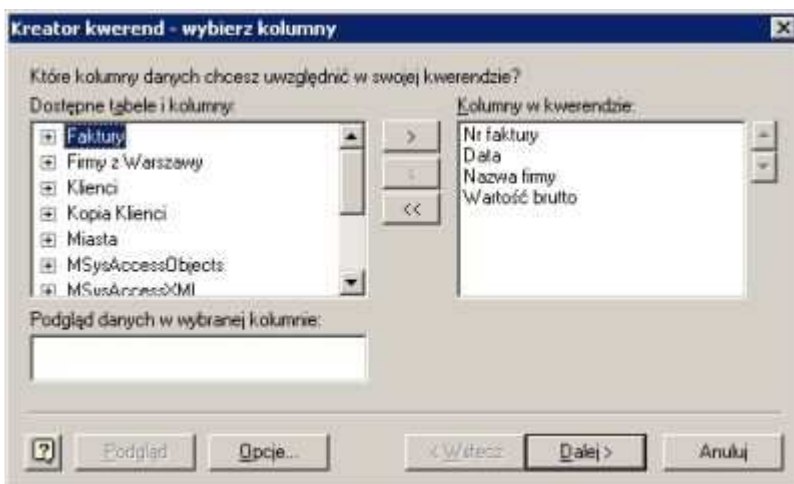 Kreator kwerend - wybierz kolumny
Które kolumny danych chcesz uwzględnić w swojej kwerendzie?
Dostępne tabele i kolumny:
Faktury
Firmy z Warszawy
Klienci
Kopia Klienci
Miasta
MSysAccessObjects
MSysAccessXML
>
<
<<
Kolumny w kwerendzie:
Nr faktury
Data
Nazwa firmy
Wartość brutto
Podgląd danych w wybranej kolumnie:
Podgląd
Opcje...
< Wstecz
Dalej >
Anuluj